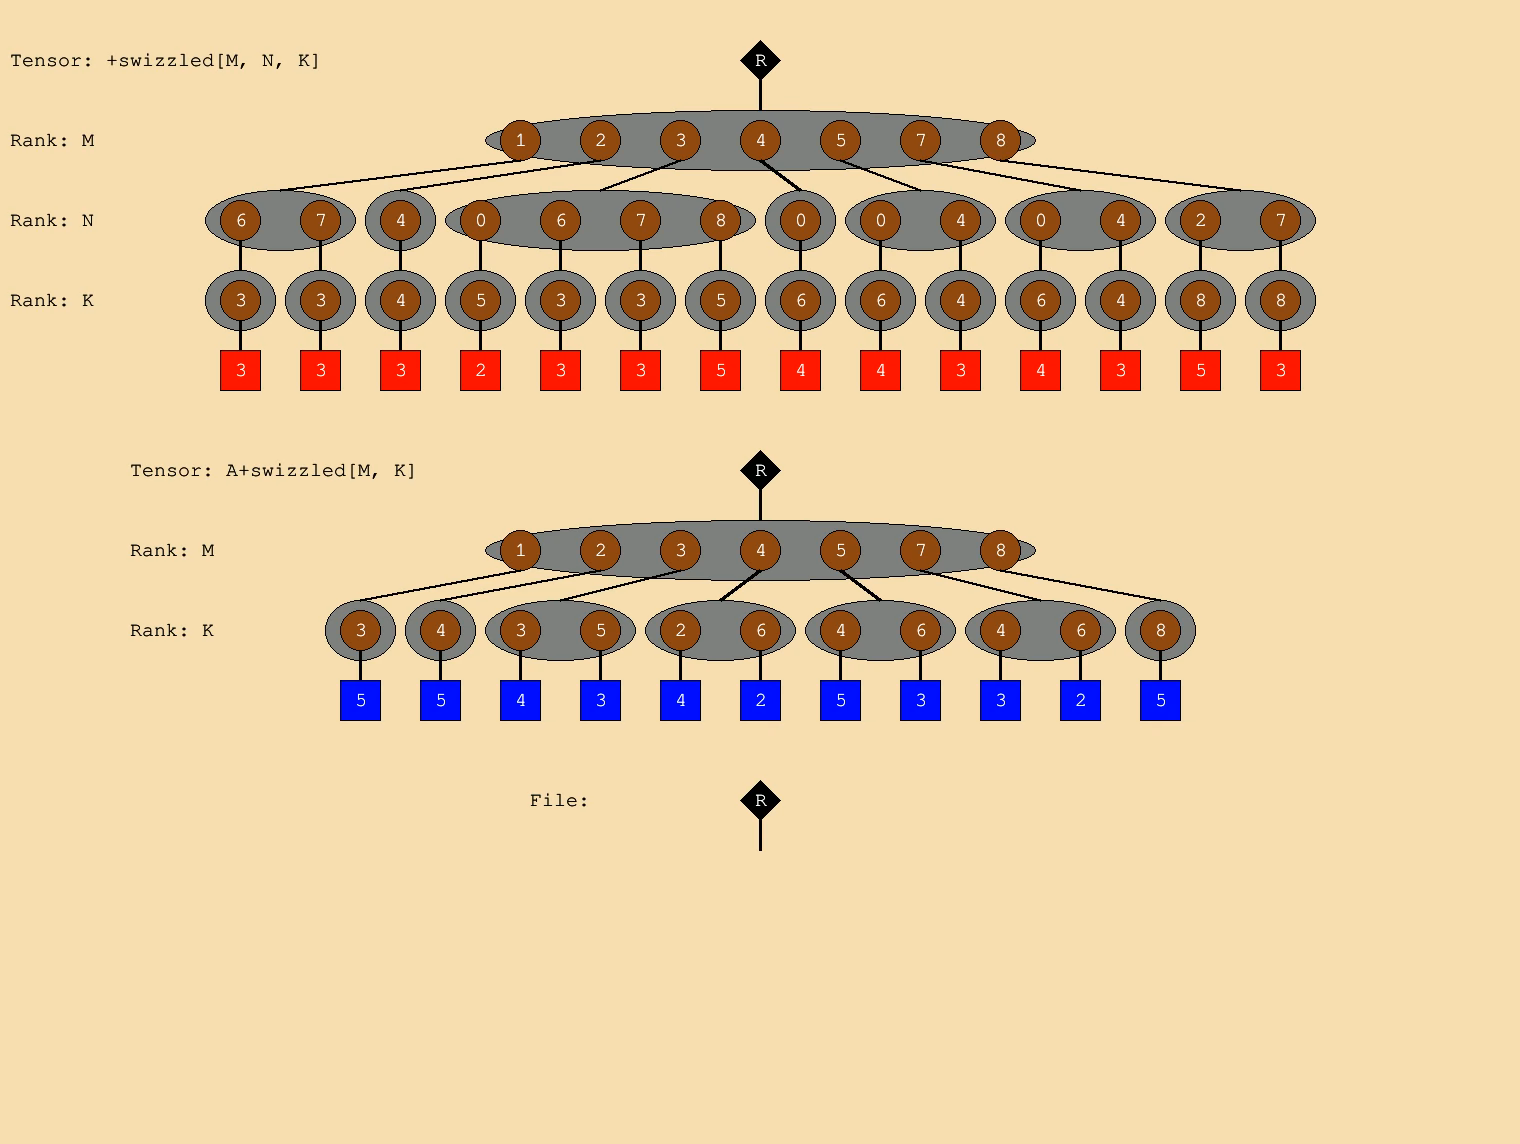 Tensor: +swizzled[M, N, K] R
Rank: M 1 2 3 4 5 7 8
Rank: N 6 7 4 0 6 7 8 0 0 4 0 4 2 7
Rank: K 3 3 4 5 3 3 5 6 6 4 6 4 8 8
3 3 3 2 3 3 5 4 4 3 4 3 5 3
Tensor: A+swizzled[M, K] R
Rank: M 1 2 3 4 5 7 8
Rank: K 3 4 3 5 2 6 4 6 4 6 8
5 5 4 3 4 2 5 3 3 2 5
File: R